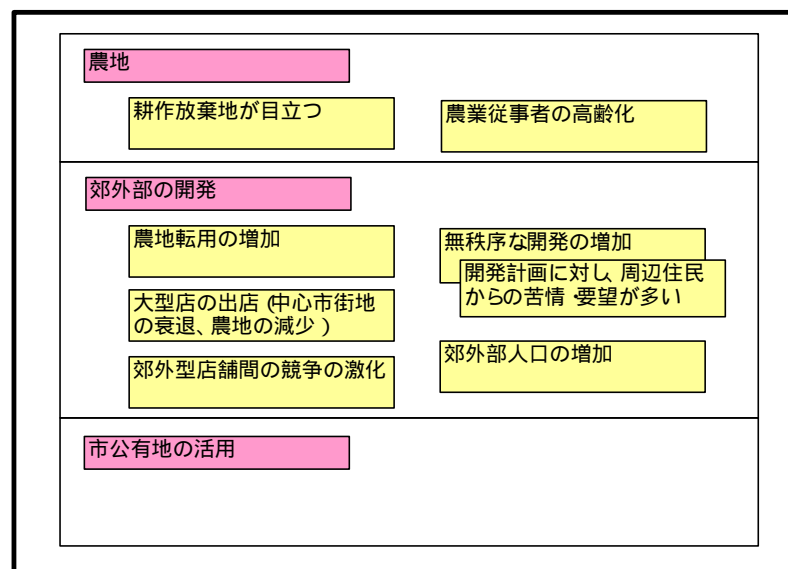 農地
耕作放棄地が目立つ
農業従事者の高齢化
郊外部の開発
農地転用の増加
無秩序な開発の増加
開発計画に対し、周辺住民
からの苦情・要望が多い
大型店の出店(中心市街地
の衰退、農地の減少)
郊外型店舗間の競争の激化
郊外部人口の増加
市公有地の活用